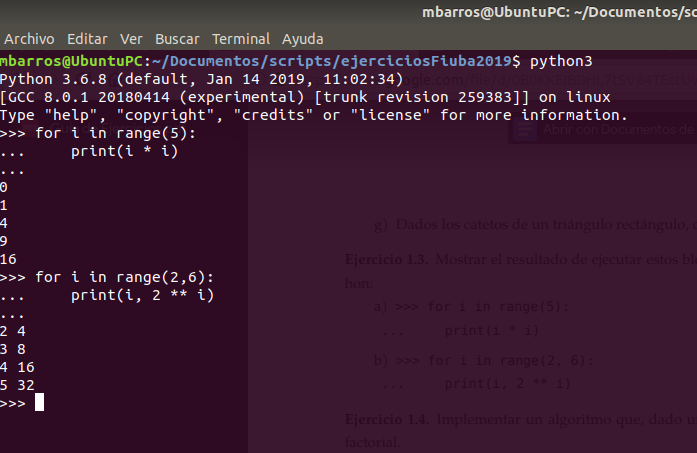 mbarros@UbuntuPC: ~/Documentos/sc
Archivo Editar Ver Buscar Terminal Ayuda
mbarros@UbuntuPC:~/Documentos/scripts/ejerciciosFiuba2019$ python3
Python 3.6.8 (default, Jan 14 2019, 11:02:34)
[GCC 8.0.1 20180414 (experimental) [trunk revision 259383]] on linux
Type "help", "copyright", "credits" or "license" for more information.
>>> for i in range(5):
...     print(i * i)
...
0
1
4
9
16
>>> for i in range(2,6):
...     print(i, 2 ** i)
...
2 4
3 8
4 16
5 32
>>>
Abrir con Documentos de
g) Dados los catetos de un triángulo rectángulo,
Ejercicio 1.3. Mostrar el resultado de ejecutar estos
hon:
a) >>> for i in range(5):
...     print(i * i)
b) >>> for i in range(2, 6):
...     print(i, 2 ** i)
Ejercicio 1.4. Implementar un algoritmo que, dado
factorial.